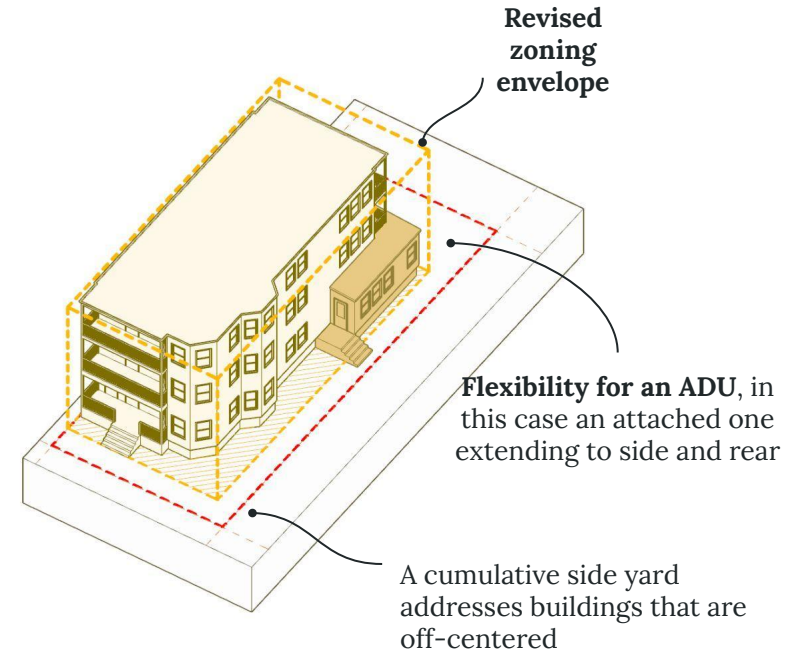 Revised
zoning
envelope
Flexibility for an ADU, in
this case an attached one
extending to side and rear
A cumulative side yard
addresses buildings that are
off-centered